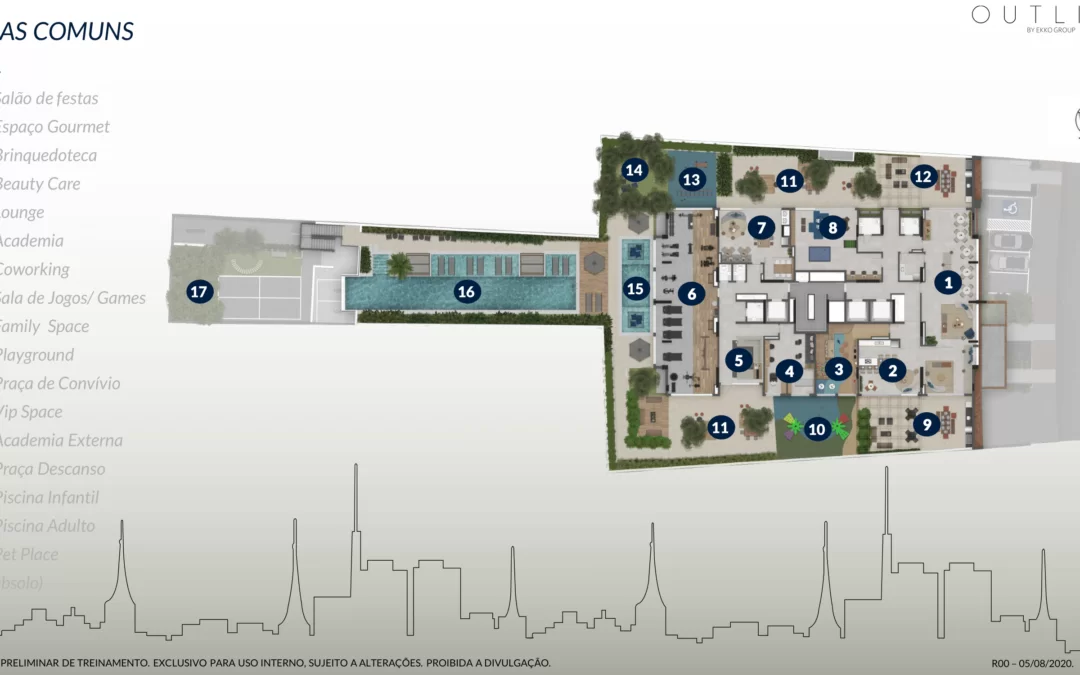 AS COMUNS
OUTLI
BY EKKO GROUP
Salão de festas
Espaço Gourmet
Brinquedoteca
Beauty Care
Lounge
Academia
Coworking
Sala de Jogos/ Games
Family Space
Playground
Praça de Convívio
Vip Space
Academia Externa
Praça Descanso
Piscina Infantil
Piscina Adulto
Pet Place
bsolo)
14
13
11
12
7
8
17
16
15
6
1
5
4
3
2
11
10
9
PRELIMINAR DE TREINAMENTO. EXCLUSIVO PARA USO INTERNO, SUJEITO A ALTERAÇÕES. PROIBIDA A DIVULGAÇÃO.
R00 – 05/08/2020.